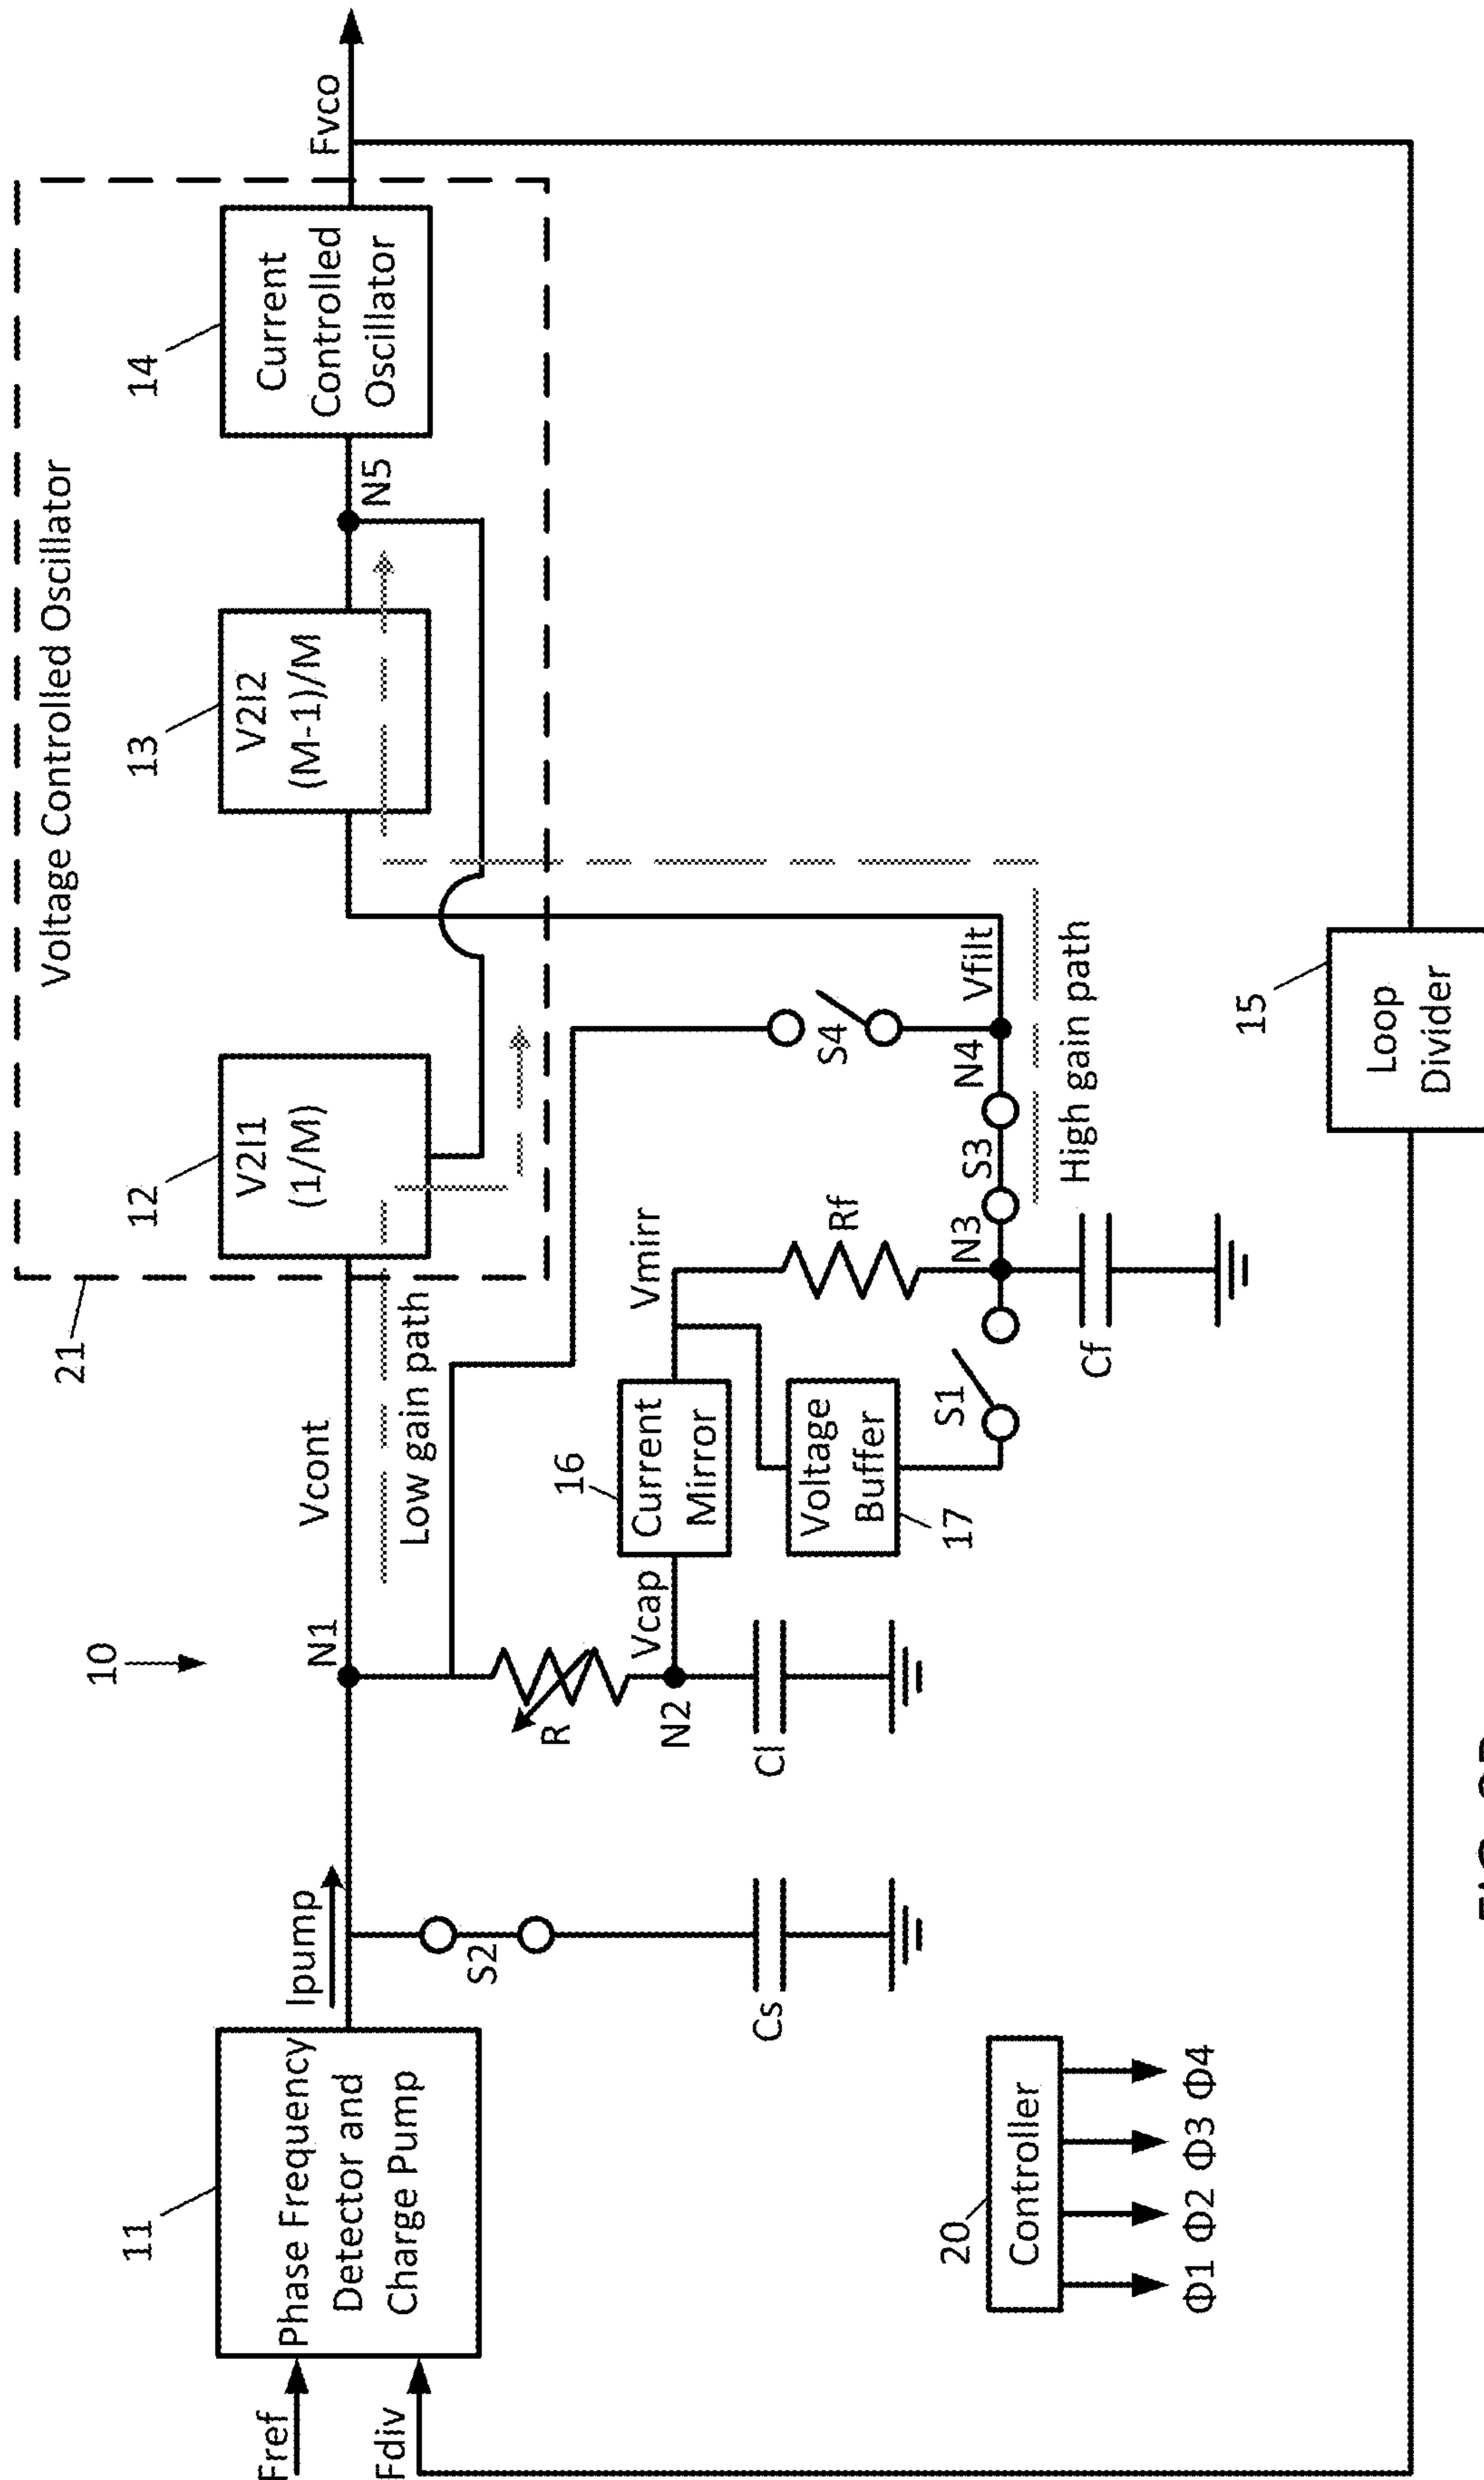 Voltage Controlled Oscillator
21
10
11
Phase Frequency
Detector and
Charge Pump
Fref
Fdiv
Ipump
N1
Vcont
Low gain path
12
V2I1
(1/M)
13
V2I2
(M-1)/M
N5
14
Current
Controlled
Oscillator
Fvco
S2
Cs
R
N2
Cl
Vcap
16
Current
Mirror
Vmirr
Voltage
Buffer
17
Rf
S1
N3
Cf
S3
N4
S4
Vfilt
High gain path
20
Controller
Φ1 Φ2 Φ3 Φ4
15
Loop
Divider